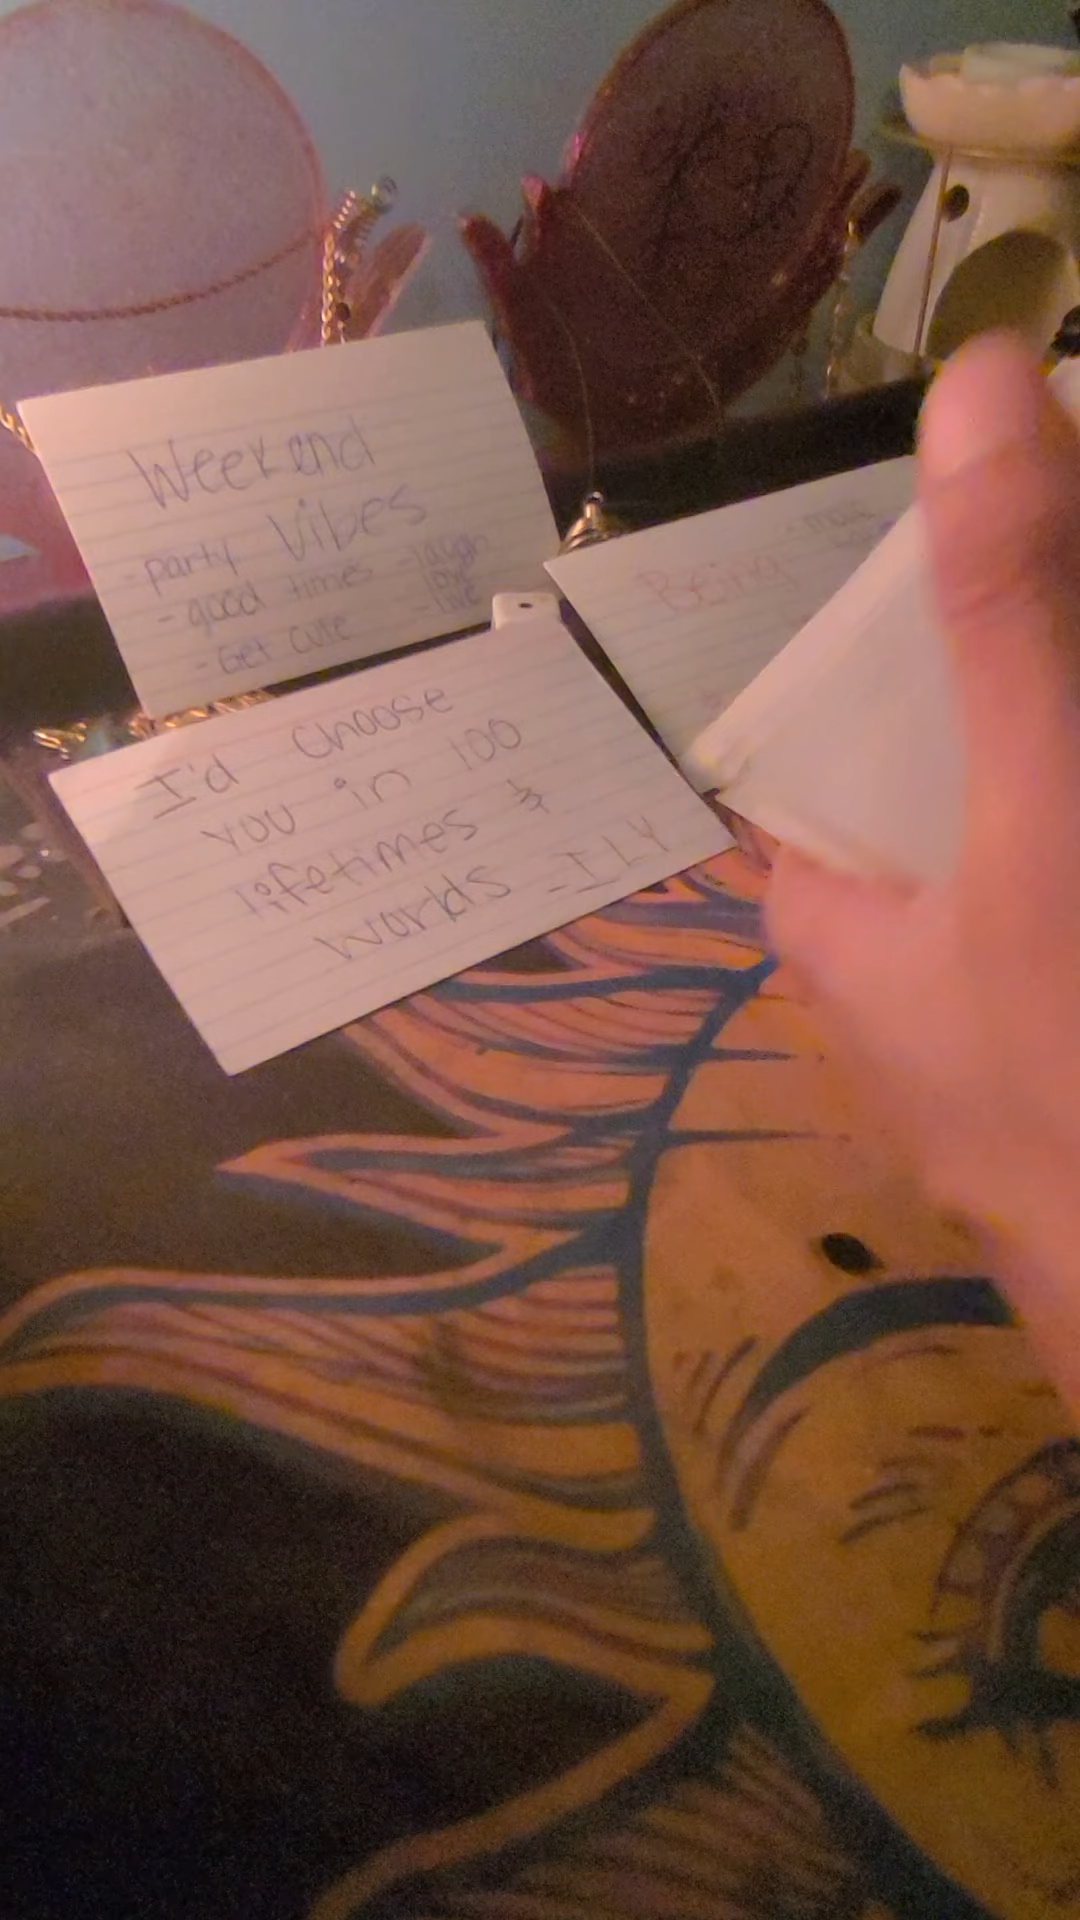 Weekend
Vibes
-party
-good times
-Get cute
-laugh
-love
-live
I'd choose
you in 100
lifetimes &
worlds -ILY
Being